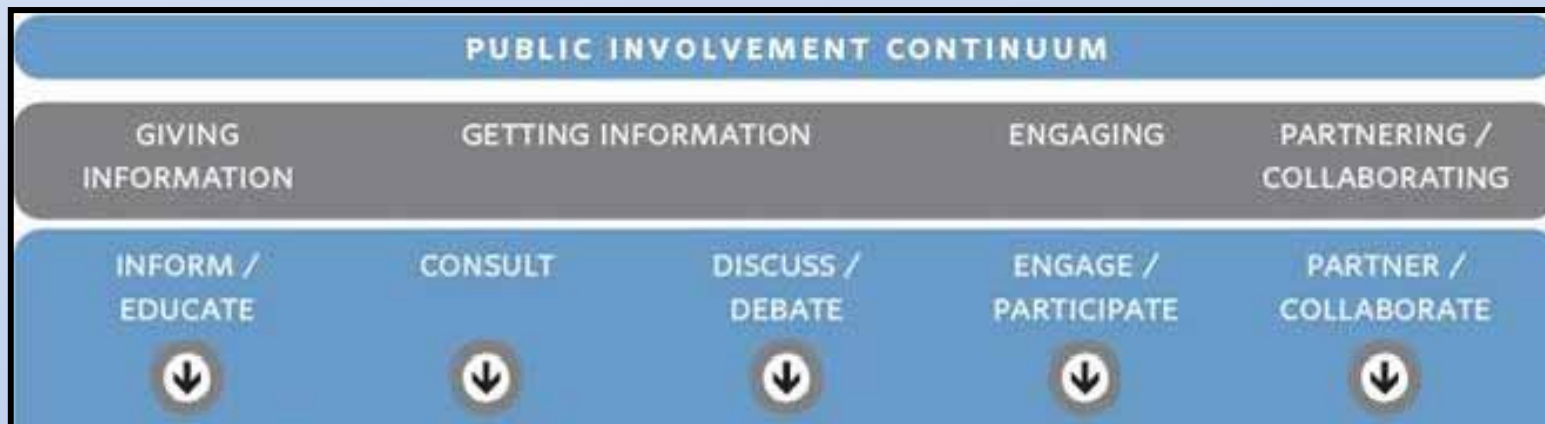 PUBLIC INVOLVEMENT CONTINUUM
GIVING
INFORMATION
GETTING INFORMATION
ENGAGING
PARTNERING /
COLLABORATING
INFORM /
EDUCATE
CONSULT
DISCUSS /
DEBATE
ENGAGE /
PARTICIPATE
PARTNER /
COLLABORATE